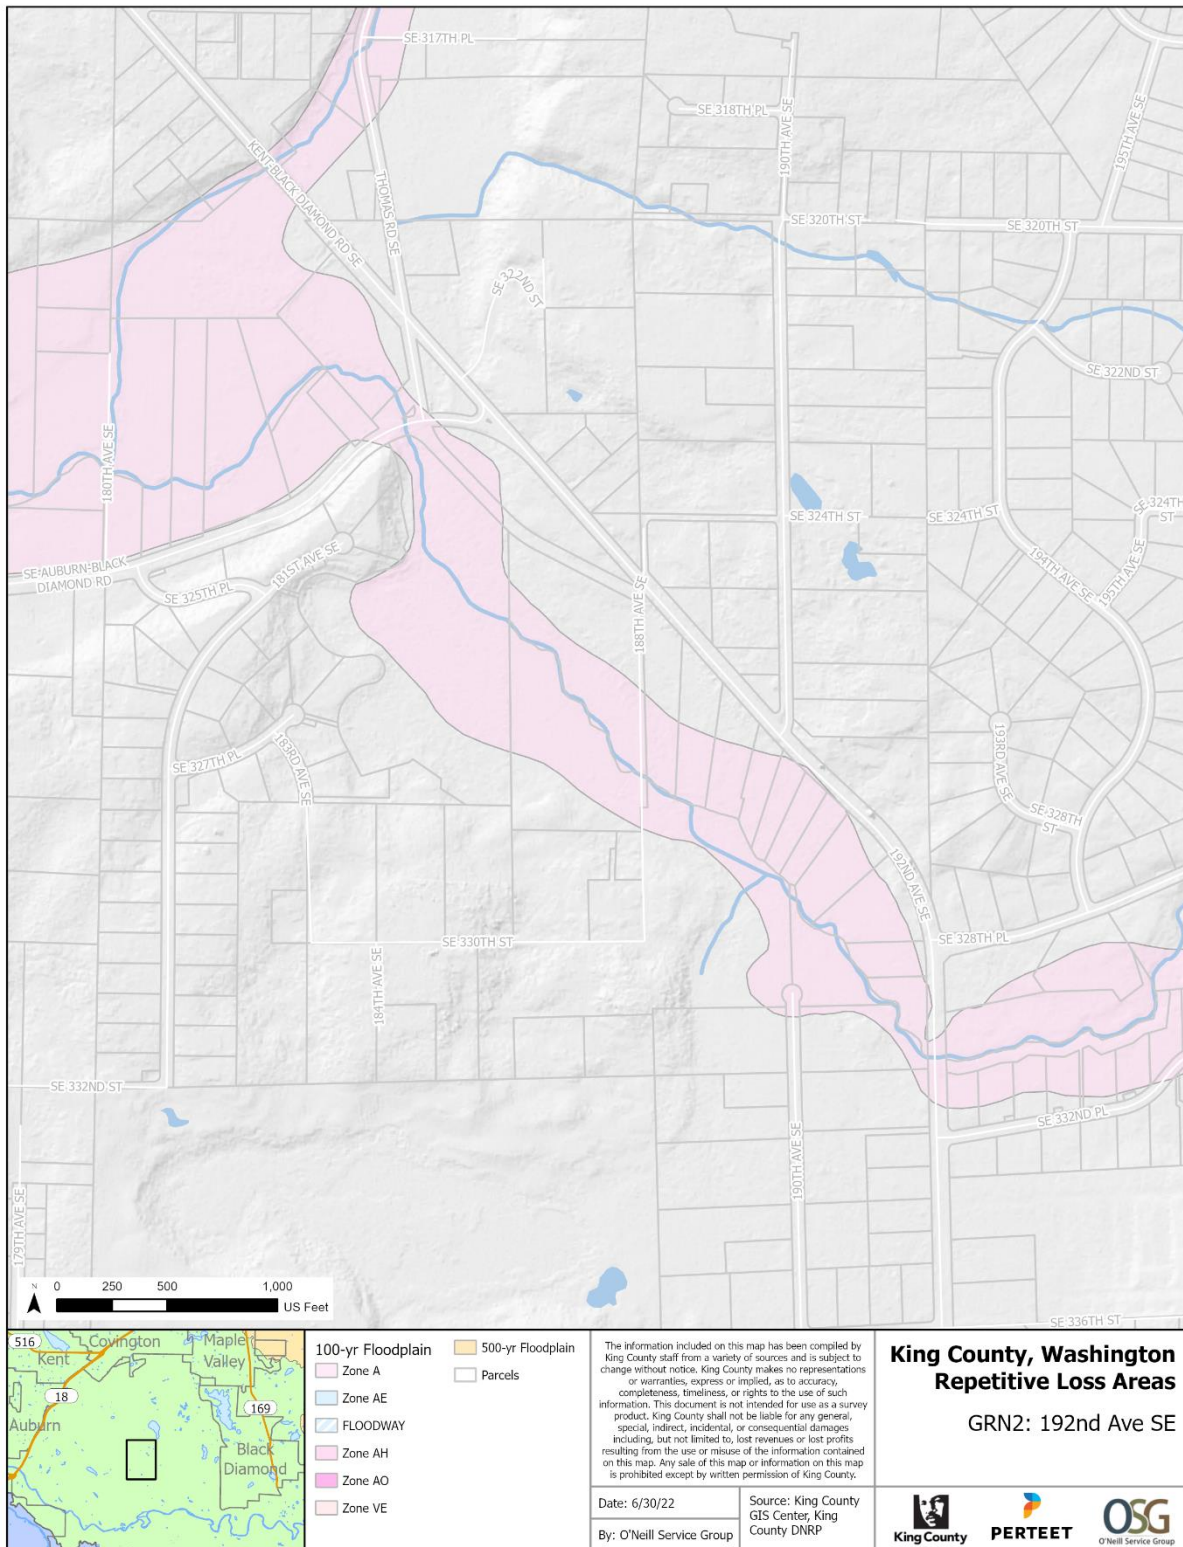 SE 317TH PL
SE 318TH PL
190TH AVE SE
195TH AVE SE
KENT-BLACK DIAMOND RD SE
THOMAS RD SE
SE 320TH ST
SE 320TH ST
SE 322ND ST
SE 322ND ST
180TH AVE SE
SE 324TH ST
SE 324TH ST
SE 324TH
ST
SE AUBURN-BLACK
DIAMOND RD
181ST AVE SE
SE 325TH PL
188TH AVE SE
194TH AVE SE
195TH AVE SE
SE 327TH PL
183RD AVE SE
193RD AVE SE
SE 328TH
ST
192ND AVE SE
SE 328TH PL
SE 330TH ST
184TH AVE SE
SE 332ND ST
SE 332ND PL
190TH AVE SE
179TH AVE SE
SE 336TH ST
N
0 250 500 1,000
US Feet
516
Covington
Maple
Valley
Kent
18
169
Auburn
Black
Diamond
100-yr Floodplain
Zone A
Zone AE
FLOODWAY
Zone AH
Zone AO
Zone VE
500-yr Floodplain
Parcels
The information included on this map has been compiled by
King County staff from a variety of sources and is subject to
change without notice. King County makes no representations
or warranties, express or implied, as to accuracy,
completeness, timeliness, or rights to the use of such
information. This document is not intended for use as a survey
product. King County shall not be liable for any general,
special, indirect, incidental, or consequential damages
including, but not limited to, lost revenues or lost profits
resulting from the use or misuse of the information contained
on this map. Any sale of this map or information on this map
is prohibited except by written permission of King County.
Date: 6/30/22
By: O'Neill Service Group
Source: King County
GIS Center, King
County DNRP
King County, Washington
Repetitive Loss Areas
GRN2: 192nd Ave SE
King County
PERTEET
OSG
O'Neill Service Group